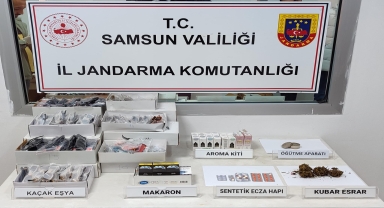 T.C.
SAMSUN VALİLİĞİ
İL JANDARMA KOMUTANLIĞI
AROMA KİTİ
ÖĞÜTME APARATI
KAÇAK EŞYA
MAKARON
SENTETİK ECZA HAPI
KUBAR ESRAR